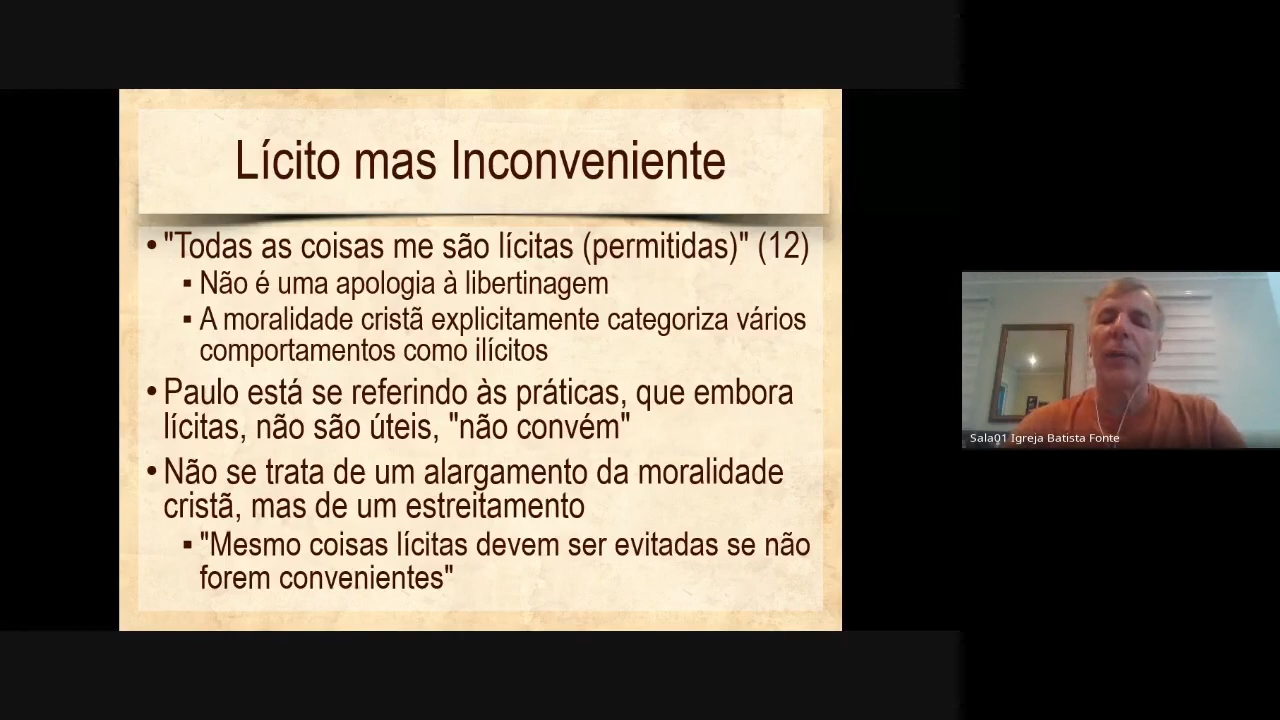 Lícito mas Inconveniente
• "Todas as coisas me são lícitas (permitidas)" (12)
▪ Não é uma apologia à libertinagem
▪ A moralidade cristã explicitamente categoriza vários
comportamentos como ilícitos
• Paulo está se referindo às práticas, que embora
lícitas, não são úteis, "não convém"
• Não se trata de um alargamento da moralidade
cristã, mas de um estreitamento
▪ "Mesmo coisas lícitas devem ser evitadas se não
forem convenientes"
Sala01 Igreja Batista Fonte